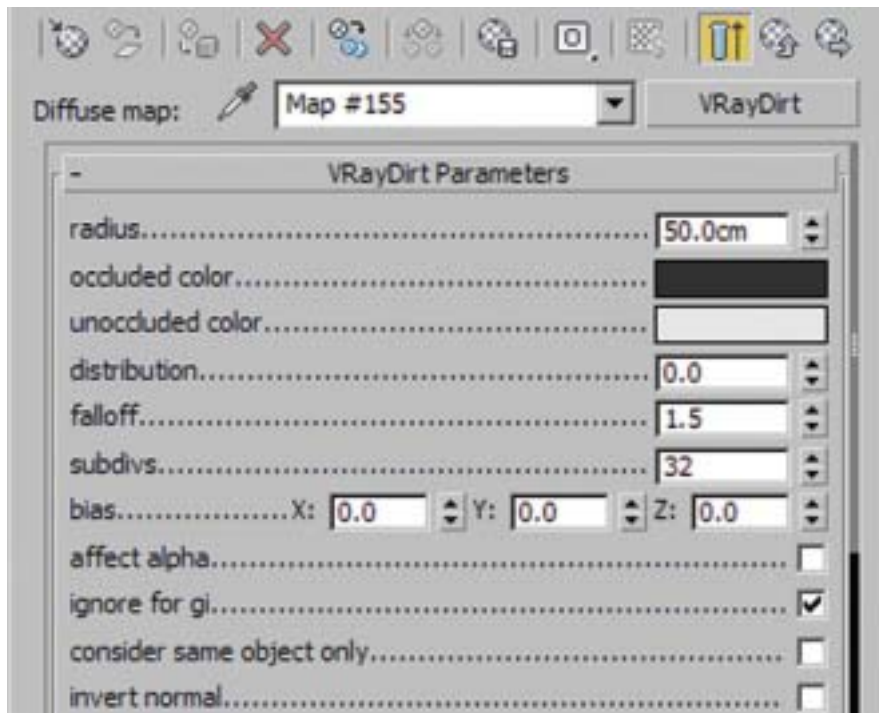 Diffuse map: Map #155 VRayDirt
- VRayDirt Parameters
radius................................................ 50.0cm
occluded color........................................
unoccluded color......................................
distribution.......................................... 0.0
falloff............................................... 1.5
subdivs............................................... 32
bias.................X: 0.0 Y: 0.0 Z: 0.0
affect alpha..........................................
ignore for gi.........................................
consider same object only.............................
invert normal.........................................